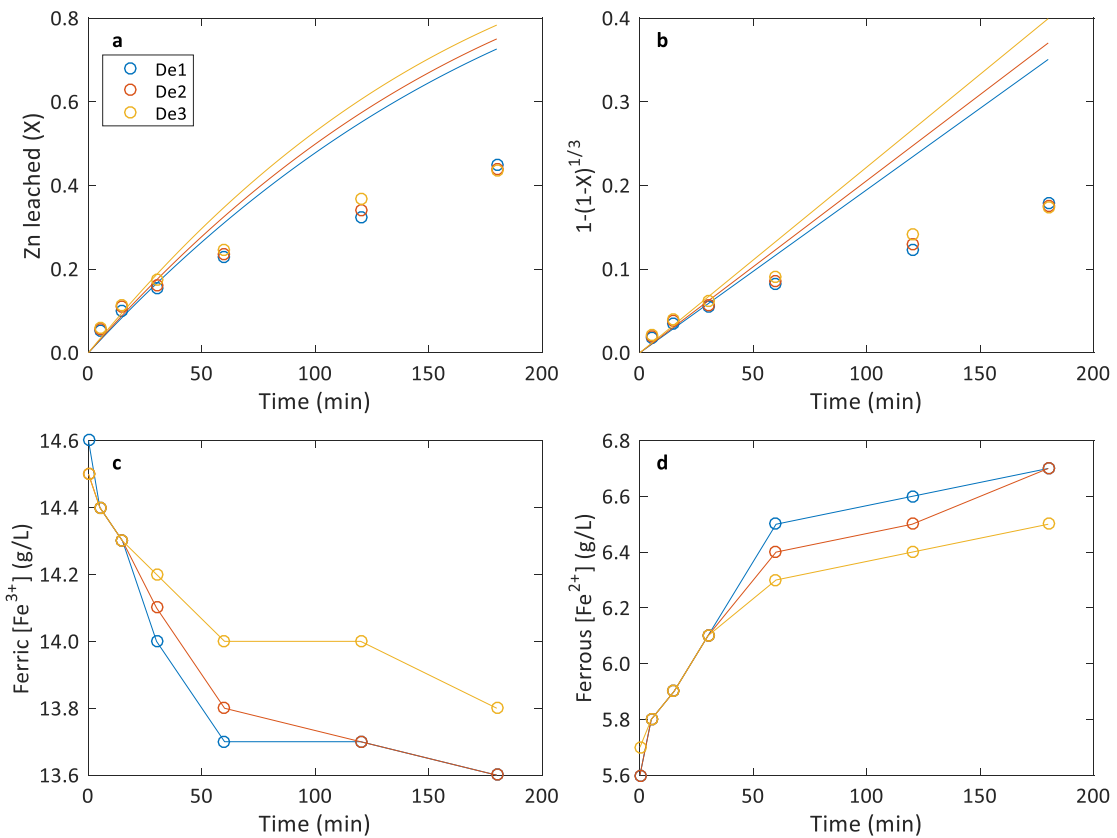 a
De1
De2
De3
Zn leached (X)
0.0
0.2
0.4
0.6
0.8
0 50 100 150 200
Time (min)
b
1-(1-X)^{1/3}
0.0
0.1
0.2
0.3
0.4
0 50 100 150 200
Time (min)
c
Ferric [Fe³⁺] (g/L)
13.6
13.8
14.0
14.2
14.4
14.6
0 50 100 150 200
Time (min)
d
Ferrous [Fe²⁺] (g/L)
5.6
5.8
6.0
6.2
6.4
6.6
6.8
0 50 100 150 200
Time (min)